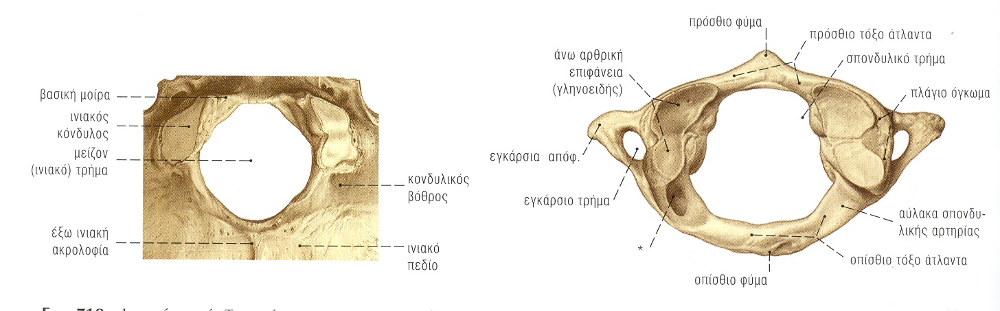 βασική μοίρα
ινιακός
κόνδυλος
μείζον
(ινιακό) τρήμα
έξω ινιακή
ακρολοφία
κονδυλικός
βόθρος
ινιακό
πεδίο
πρόσθιο φύμα
πρόσθιο τόξο άτλαντα
σπονδυλικό τρήμα
πλάγιο όγκωμα
άνω αρθρική
επιφάνεια
(γληνοειδής)
εγκάρσια απόφ.
εγκάρσιο τρήμα
*
αύλακα σπονδυ-
λικής αρτηρίας
οπίσθιο τόξο άτλαντα
οπίσθιο φύμα